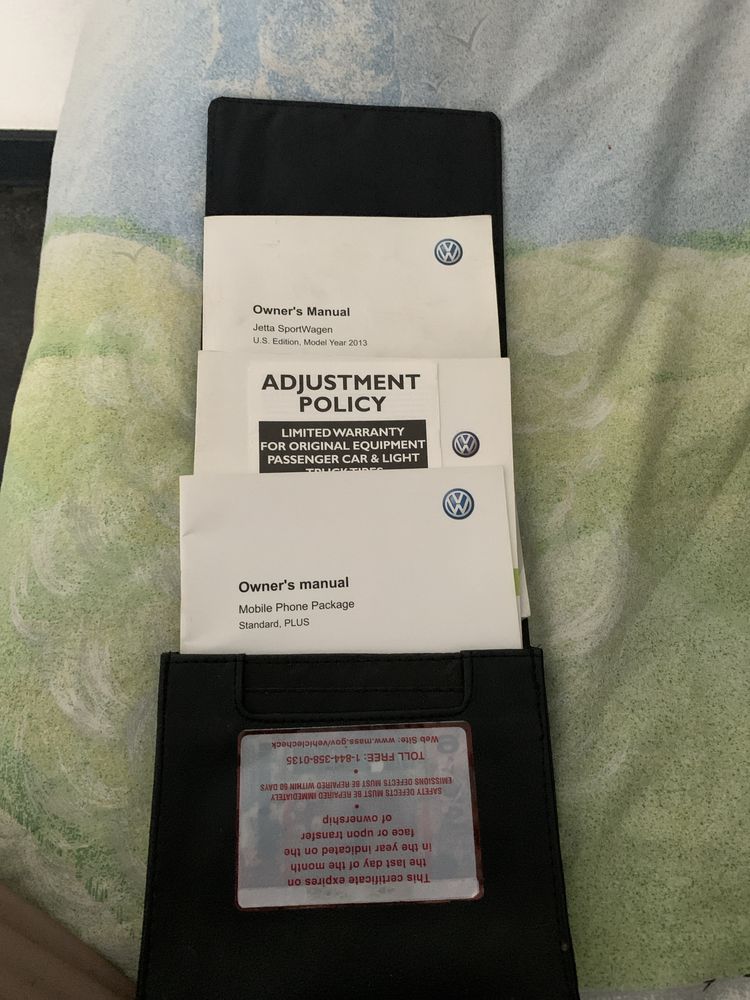 Owner's Manual
Jetta SportWagen
U.S. Edition, Model Year 2013
ADJUSTMENT
POLICY
LIMITED WARRANTY
FOR ORIGINAL EQUIPMENT
PASSENGER CAR & LIGHT
TRUCK TIRES
Owner's manual
Mobile Phone Package
Standard, PLUS
This certificate expires on
the last day of the month
in the year indicated on the
face or upon transfer
of ownership
•
SAFETY DEFECTS MUST BE REPAIRED IMMEDIATELY
EMISSIONS DEFECTS MUST BE REPAIRED WITHIN 60 DAYS
•
TOLL FREE: 1-844-358-0135
Web Site: www.mass.gov/vehiclecheck